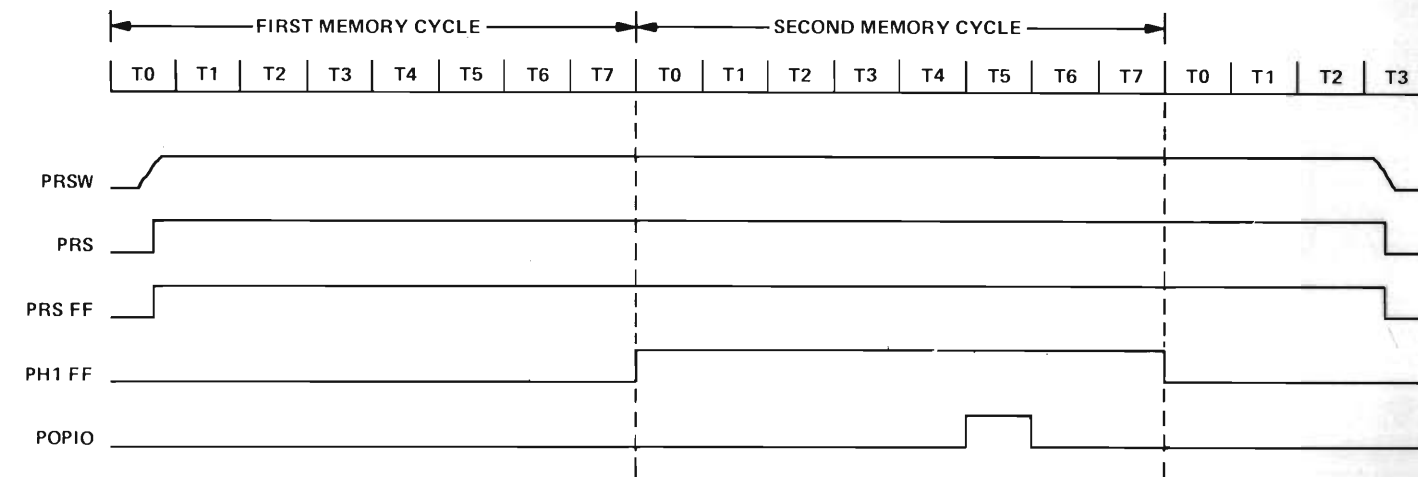 FIRST MEMORY CYCLE SECOND MEMORY CYCLE
T0 T1 T2 T3 T4 T5 T6 T7 T0 T1 T2 T3 T4 T5 T6 T7 T0 T1 T2 T3
PRSW
PRS
PRS FF
PH1 FF
POPIO